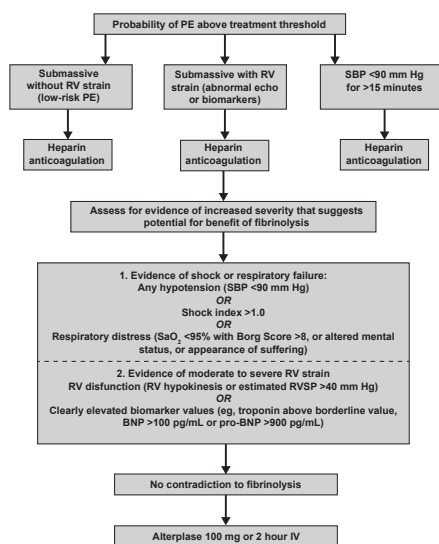 Probability of PE above treatment threshold
Submassive
without RV strain
(low-risk PE)
Submassive with RV
strain (abnormal echo
or biomarkers)
SBP <90 mm Hg
for >15 minutes
Heparin
anticoagulation
Heparin
anticoagulation
Heparin
anticoagulation
Assess for evidence of increased severity that suggests
potential for benefit of fibrinolysis
1. Evidence of shock or respiratory failure:
Any hypotension (SBP <90 mm Hg)
OR
Shock index >1.0
OR
Respiratory distress (SaO₂ <95% with Borg Score >8, or altered mental
status, or appearance of suffering)
2. Evidence of moderate to severe RV strain
RV disfunction (RV hypokinesis or estimated RVSP >40 mm Hg)
OR
Clearly elevated biomarker values (eg, troponin above borderline value,
BNP >100 pg/mL or pro-BNP >900 pg/mL)
No contradiction to fibrinolysis
Alterplase 100 mg or 2 hour IV